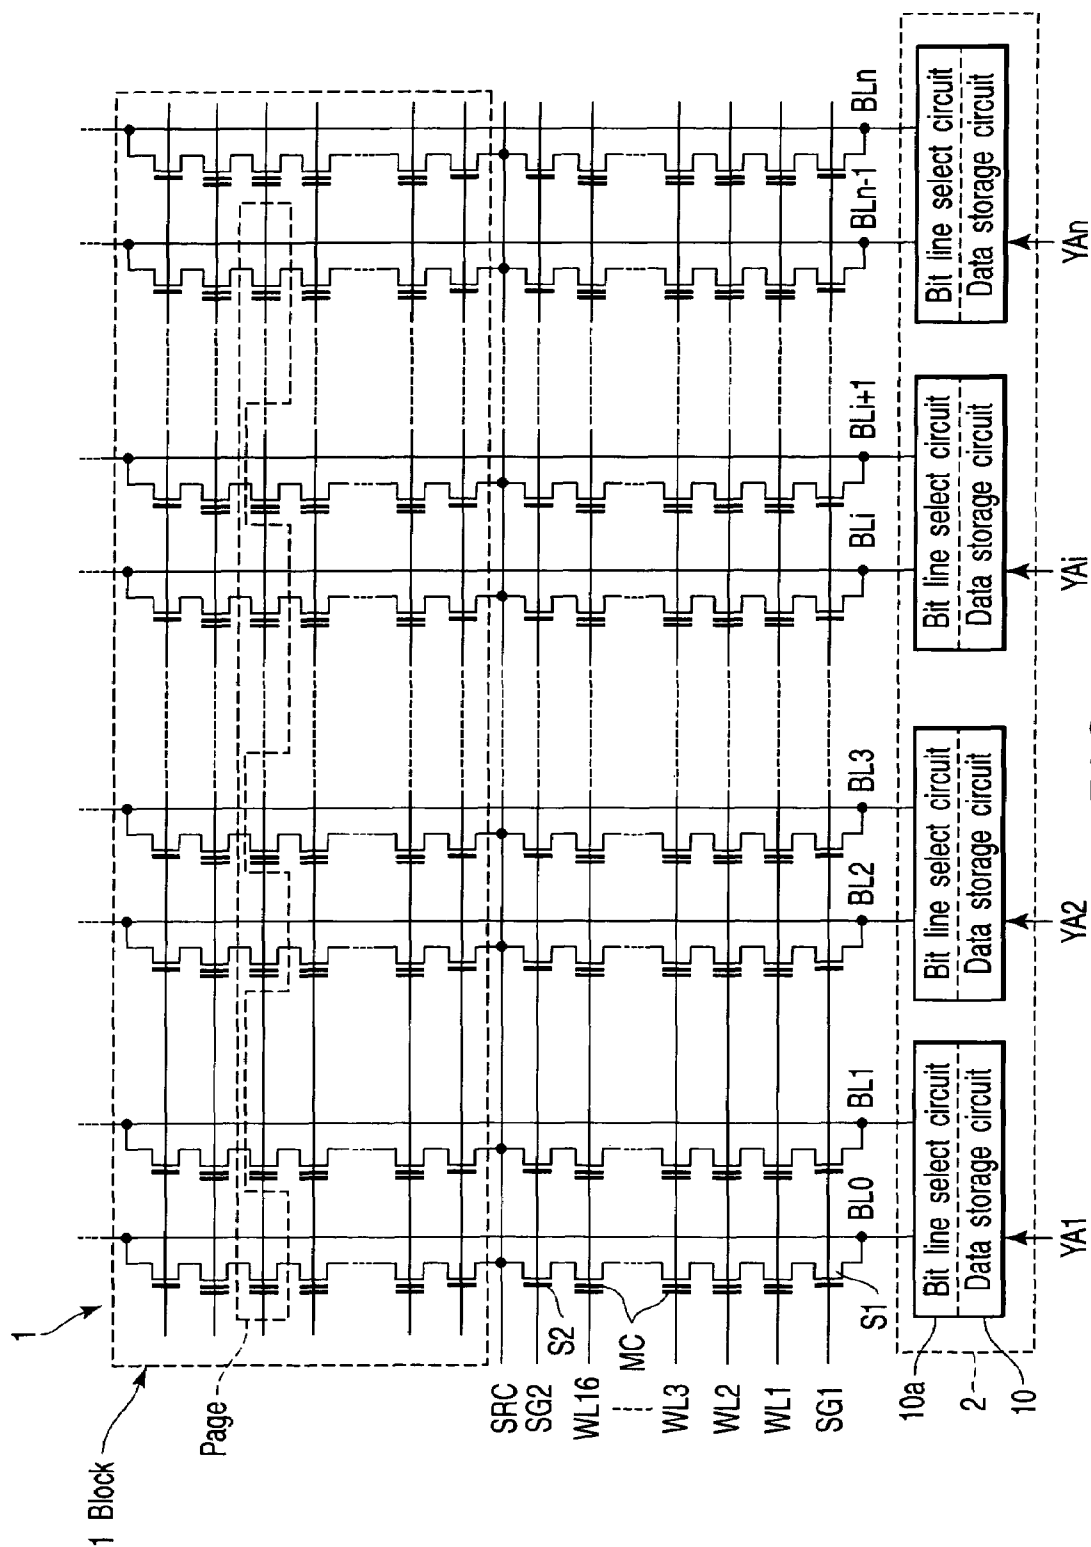 1
1 Block
Page
SRC
SG2
WL16
WL3
WL2
WL1
SG1
S2
MC
S1
BL0
BL1
BL2
BL3
BLi
BLi+1
BLn-1
BLn
10a
2
10
Bit line select circuit
Data storage circuit
Bit line select circuit
Data storage circuit
Bit line select circuit
Data storage circuit
Bit line select circuit
Data storage circuit
YA1
YA2
YAi
YAn